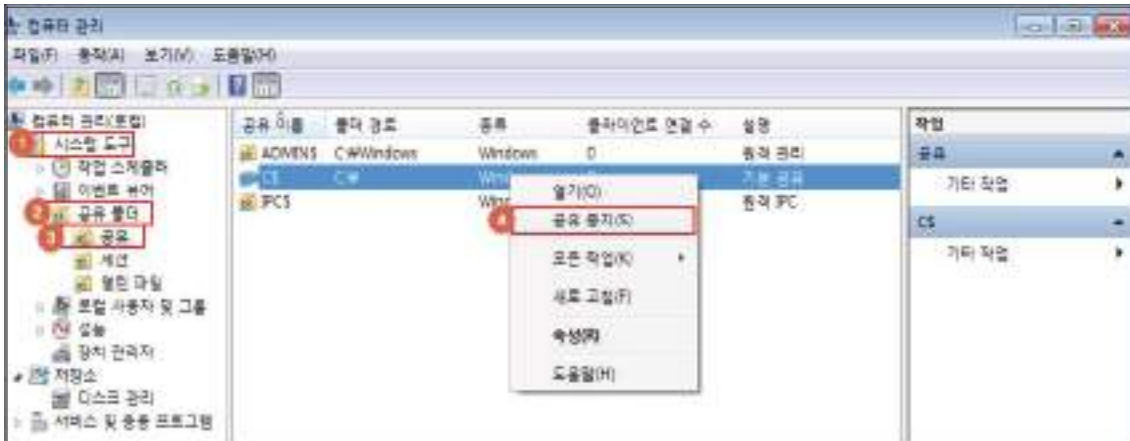 컴퓨터 관리
파일(F) 동작(A) 보기(V) 도움말(H)
컴퓨터 관리(로컬)
1 시스템 도구
작업 스케줄러
이벤트 뷰어
2 공유 폴더
3 공유
세션
열린 파일
로컬 사용자 및 그룹
성능
장치 관리자
저장소
디스크 관리
서비스 및 응용 프로그램
공유 이름 폴더 경로 종류 클라이언트 연결 수 설명
ADMIN$ C:₩Windows Windows 0 원격 관리
C$ C:₩ Wind 기본 공유
IPC$ Wind 원격 IPC
열기(O)
4 공유 중지(S)
모든 작업(K)
새로 고침(F)
속성(R)
도움말(H)
작업
공유
기타 작업
C$
기타 작업